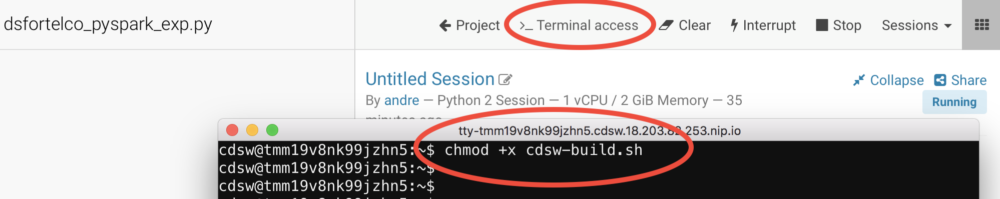 dsfortelco_pyspark_exp.py
Project >_ Terminal access Clear Interrupt Stop Sessions
Untitled Session
Collapse Share
By andre — Python 2 Session — 1 vCPU / 2 GiB Memory — 35
minutes ago
Running
tty-tmm19v8nk99jzhn5.cdsw.18.203.82.253.nip.io
cdsw@tmm19v8nk99jzhn5:~$ chmod +x cdsw-build.sh
cdsw@tmm19v8nk99jzhn5:~$
cdsw@tmm19v8nk99jzhn5:~$